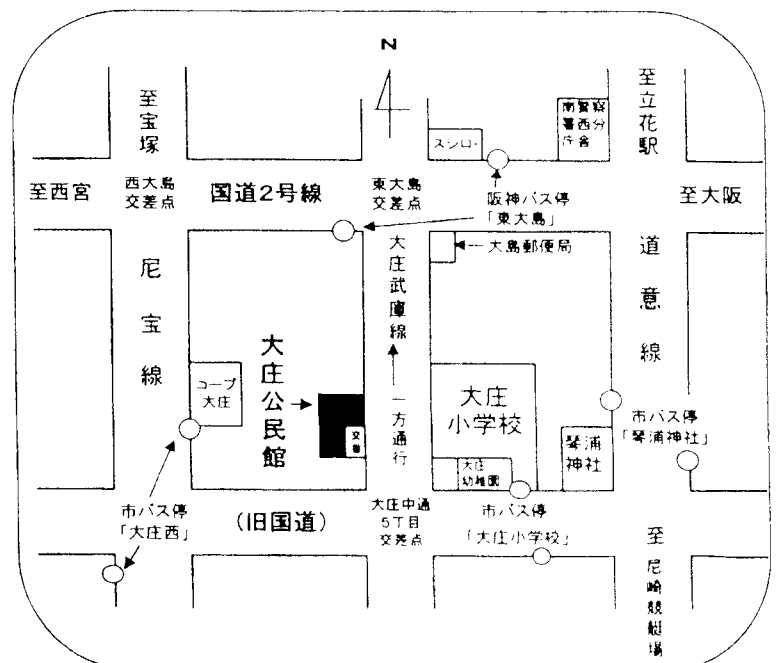 N
至宝塚
スシロー
南警察
署西分
庁舎
至立花駅
至西宮
西大島
交差点
国道2号線
東大島
交差点
阪神バス停
「東大島」
至大阪
大島郵便局
尼宝線
大庄武庫線
道意線
コープ
大庄
大庄公民館
交番
一方通行
大庄
小学校
大庄
幼稚園
琴浦
神社
市バス停
「琴浦神社」
市バス停
「大庄西」
(旧国道)
大庄中通
5丁目
交差点
市バス停
「大庄小学校」
至尼崎競艇場